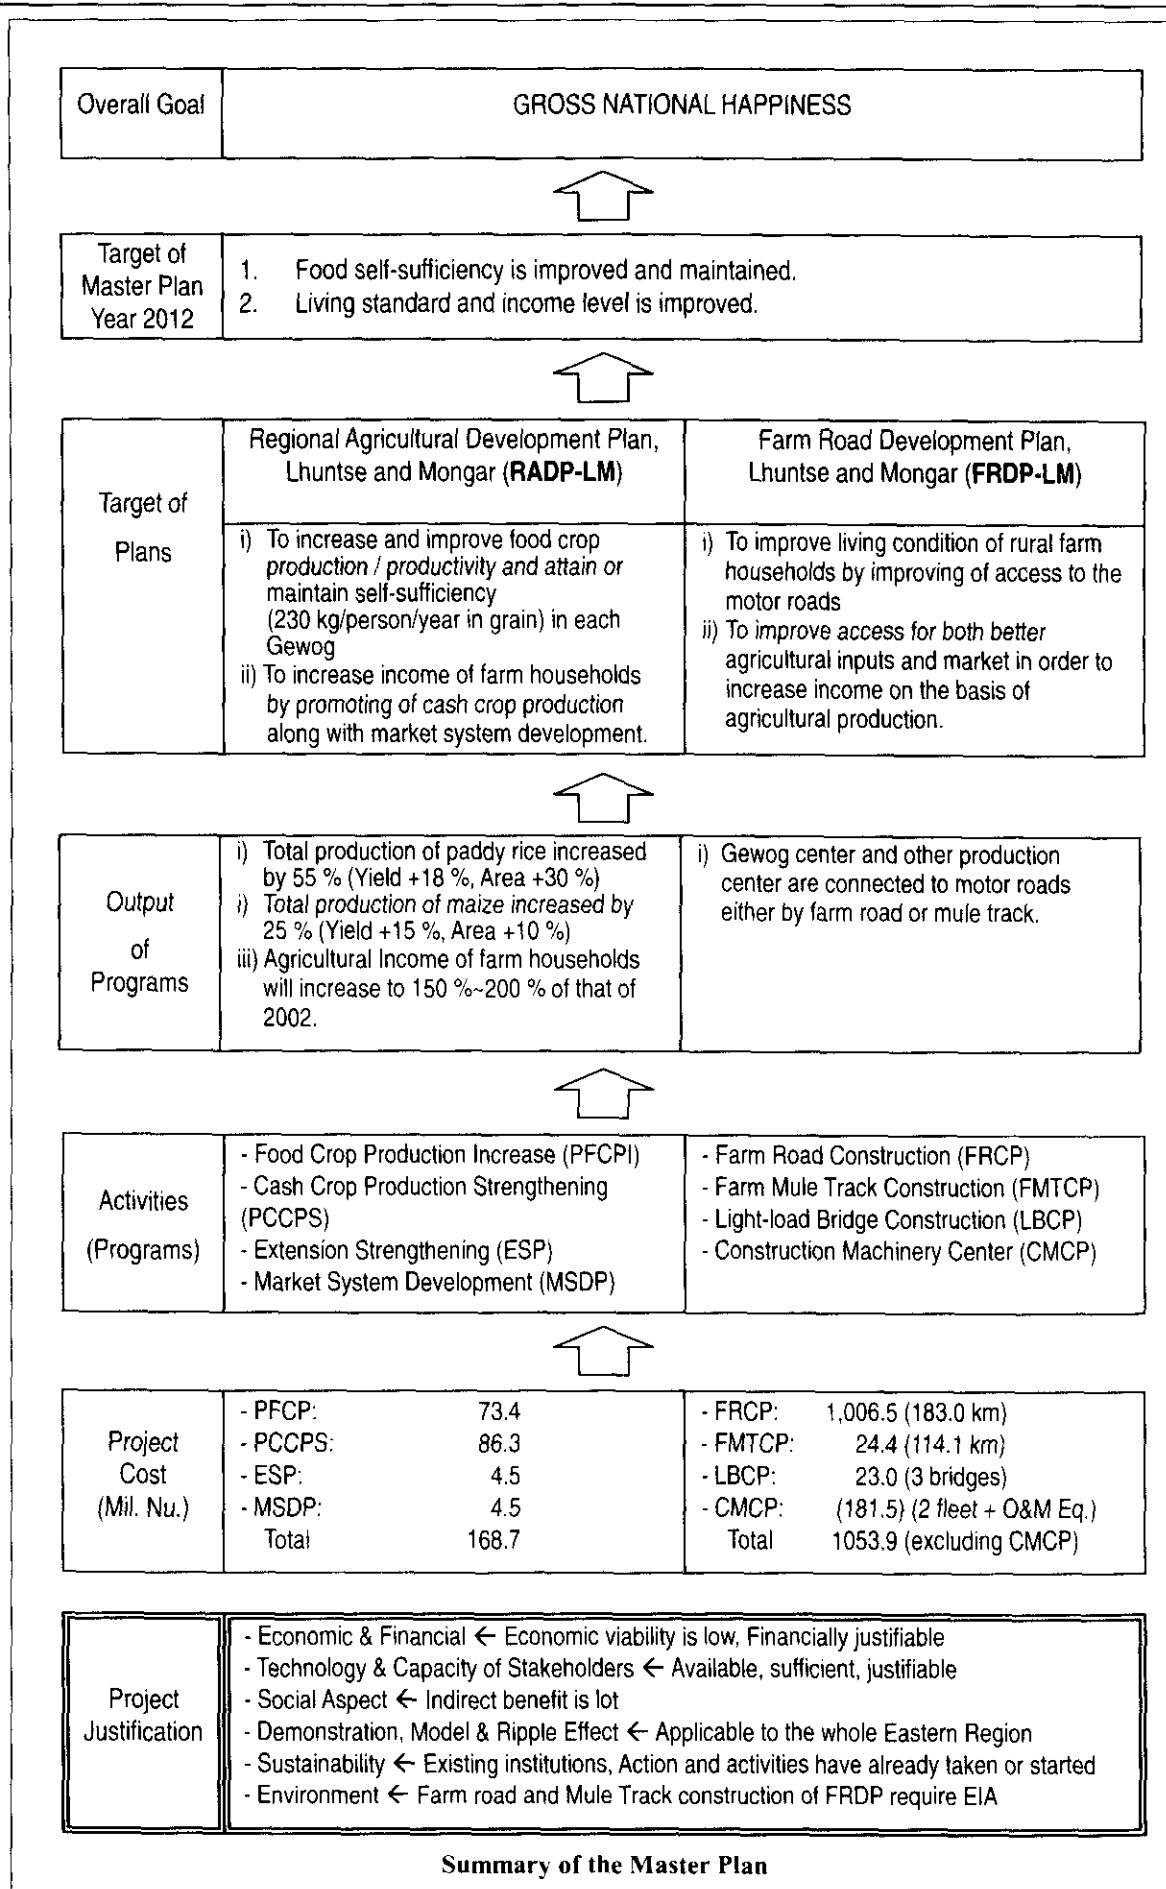 Overall Goal
GROSS NATIONAL HAPPINESS
Target of
Master Plan
Year 2012
1. Food self-sufficiency is improved and maintained.
2. Living standard and income level is improved.
Target of
Plans
Regional Agricultural Development Plan,
Lhuntse and Mongar (RADP-LM)
i) To increase and improve food crop
production / productivity and attain or
maintain self-sufficiency
(230 kg/person/year in grain) in each
Gewog
ii) To increase income of farm households
by promoting of cash crop production
along with market system development.
Farm Road Development Plan,
Lhuntse and Mongar (FRDP-LM)
i) To improve living condition of rural farm
households by improving of access to the
motor roads
ii) To improve access for both better
agricultural inputs and market in order to
increase income on the basis of
agricultural production.
Output
of
Programs
i) Total production of paddy rice increased
by 55 % (Yield +18 %, Area +30 %)
i) Total production of maize increased by
25 % (Yield +15 %, Area +10 %)
iii) Agricultural Income of farm households
will increase to 150 %~200 % of that of
2002.
i) Gewog center and other production
center are connected to motor roads
either by farm road or mule track.
Activities
(Programs)
- Food Crop Production Increase (PFCPI)
- Cash Crop Production Strengthening
(PCCPS)
- Extension Strengthening (ESP)
- Market System Development (MSDP)
- Farm Road Construction (FRCP)
- Farm Mule Track Construction (FMTCP)
- Light-load Bridge Construction (LBCP)
- Construction Machinery Center (CMCP)
Project
Cost
(Mil. Nu.)
- PFCP: 73.4
- PCCPS: 86.3
- ESP: 4.5
- MSDP: 4.5
Total 168.7
- FRCP: 1,006.5 (183.0 km)
- FMTCP: 24.4 (114.1 km)
- LBCP: 23.0 (3 bridges)
- CMCP: (181.5) (2 fleet + O&M Eq.)
Total 1053.9 (excluding CMCP)
Project
Justification
- Economic & Financial ← Economic viability is low, Financially justifiable
- Technology & Capacity of Stakeholders ← Available, sufficient, justifiable
- Social Aspect ← Indirect benefit is lot
- Demonstration, Model & Ripple Effect ← Applicable to the whole Eastern Region
- Sustainability ← Existing institutions, Action and activities have already taken or started
- Environment ← Farm road and Mule Track construction of FRDP require EIA
Summary of the Master Plan